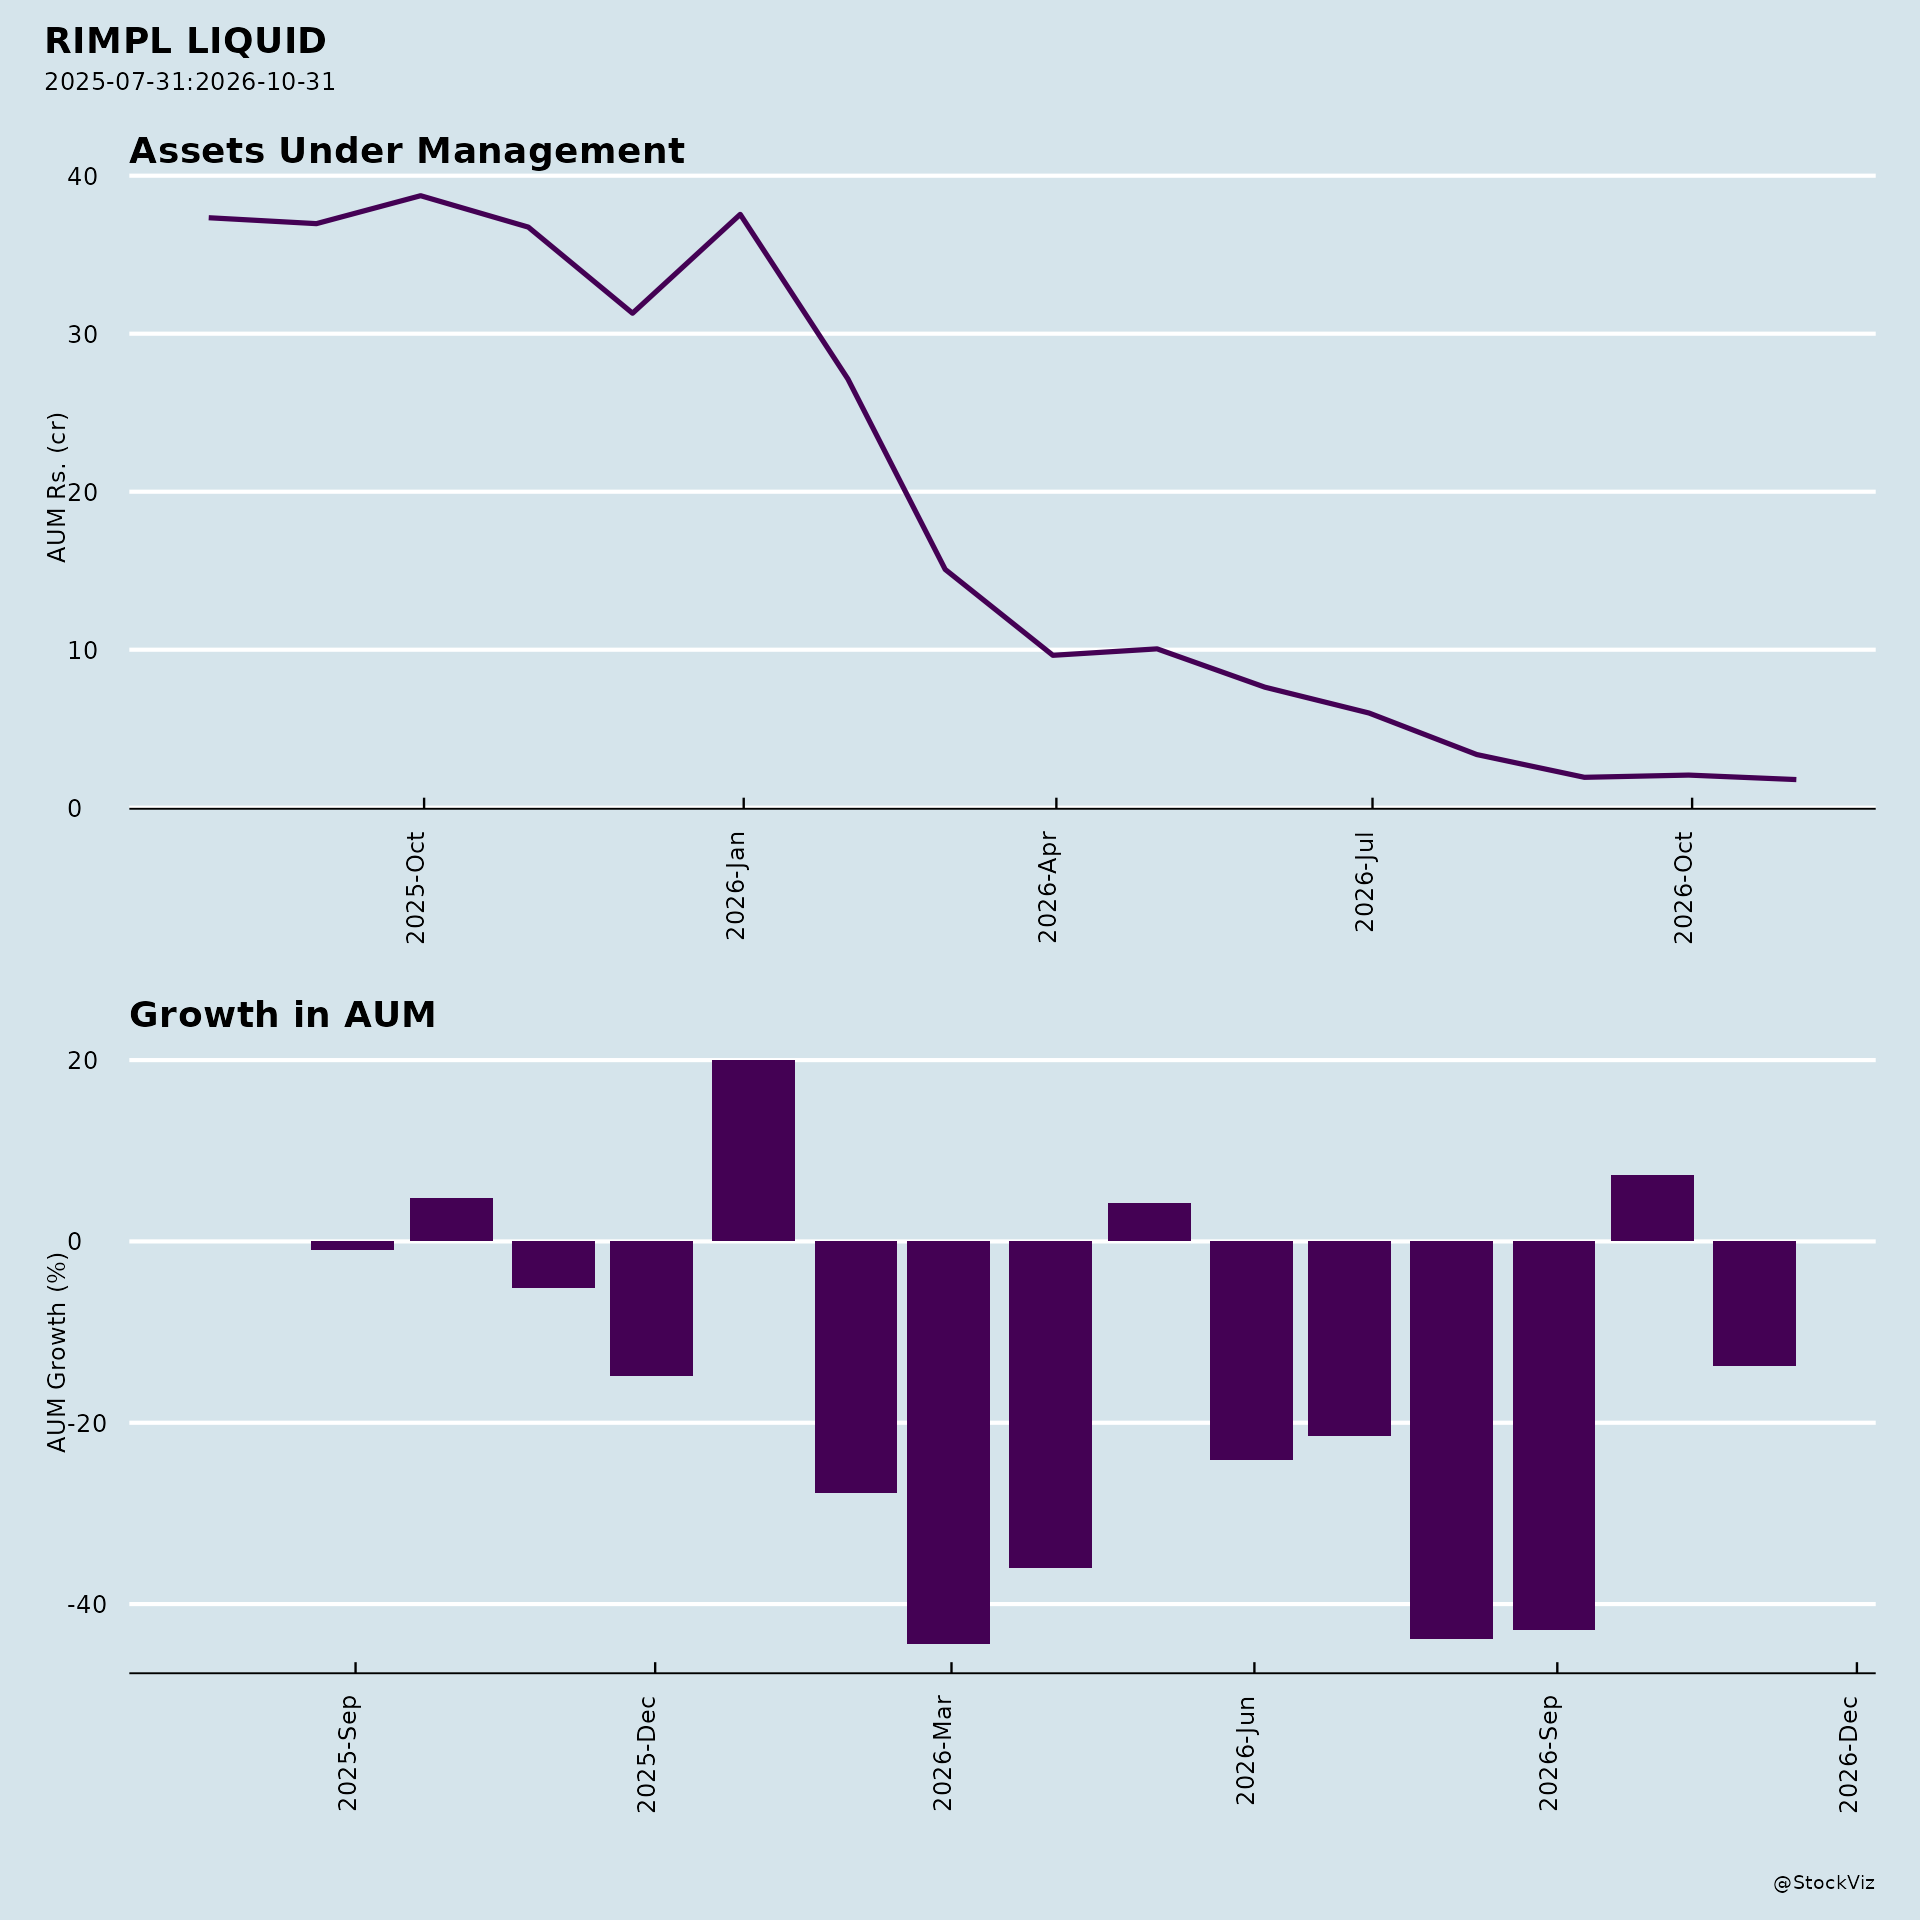 RIMPL LIQUID
2025-07-31:2026-10-31
Assets Under Management
AUM Rs. (cr)
40
30
20
10
0
2025-Oct
2026-Jan
2026-Apr
2026-Jul
2026-Oct
Growth in AUM
AUM Growth (%)
20
0
-20
-40
2025-Sep
2025-Dec
2026-Mar
2026-Jun
2026-Sep
2026-Dec
@StockViz